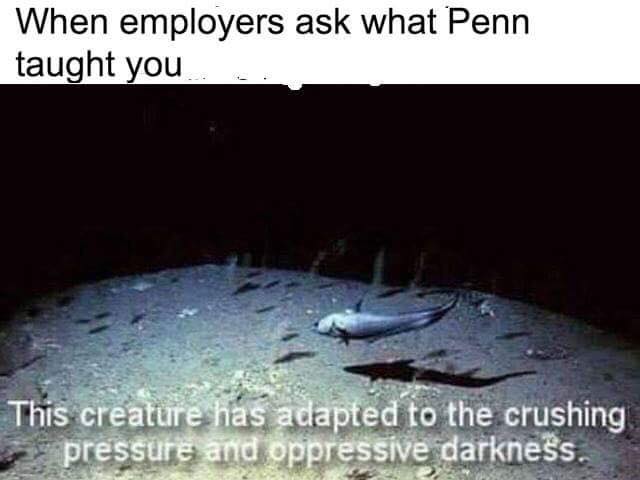 When employers ask what Penn
taught you
This creature has adapted to the crushing
pressure and oppressive darkness.